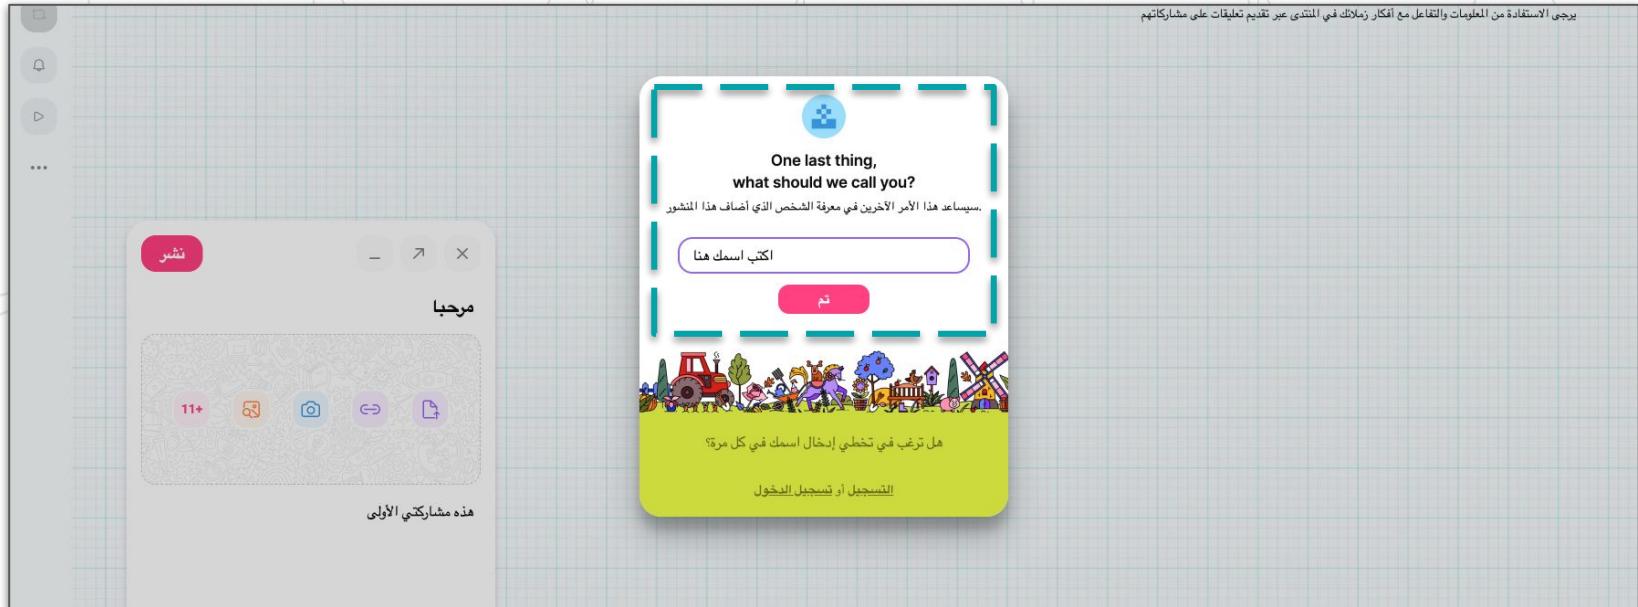 يرجى الاستفادة من المعلومات والتفاعل مع أفكار زملائك في المنتدى عبر تقديم تعليقات على مشاركاتهم
One last thing,
what should we call you?
سيساعد هذا الأمر الآخرين في معرفة الشخص الذي أضاف هذا المنشور.
اكتب اسمك هنا
تم
هل ترغب في تخطي إدخال اسمك في كل مرة؟
التسجيل أو تسجيل الدخول
نشر
مرحبا
11+
هذه مشاركتي الأولى